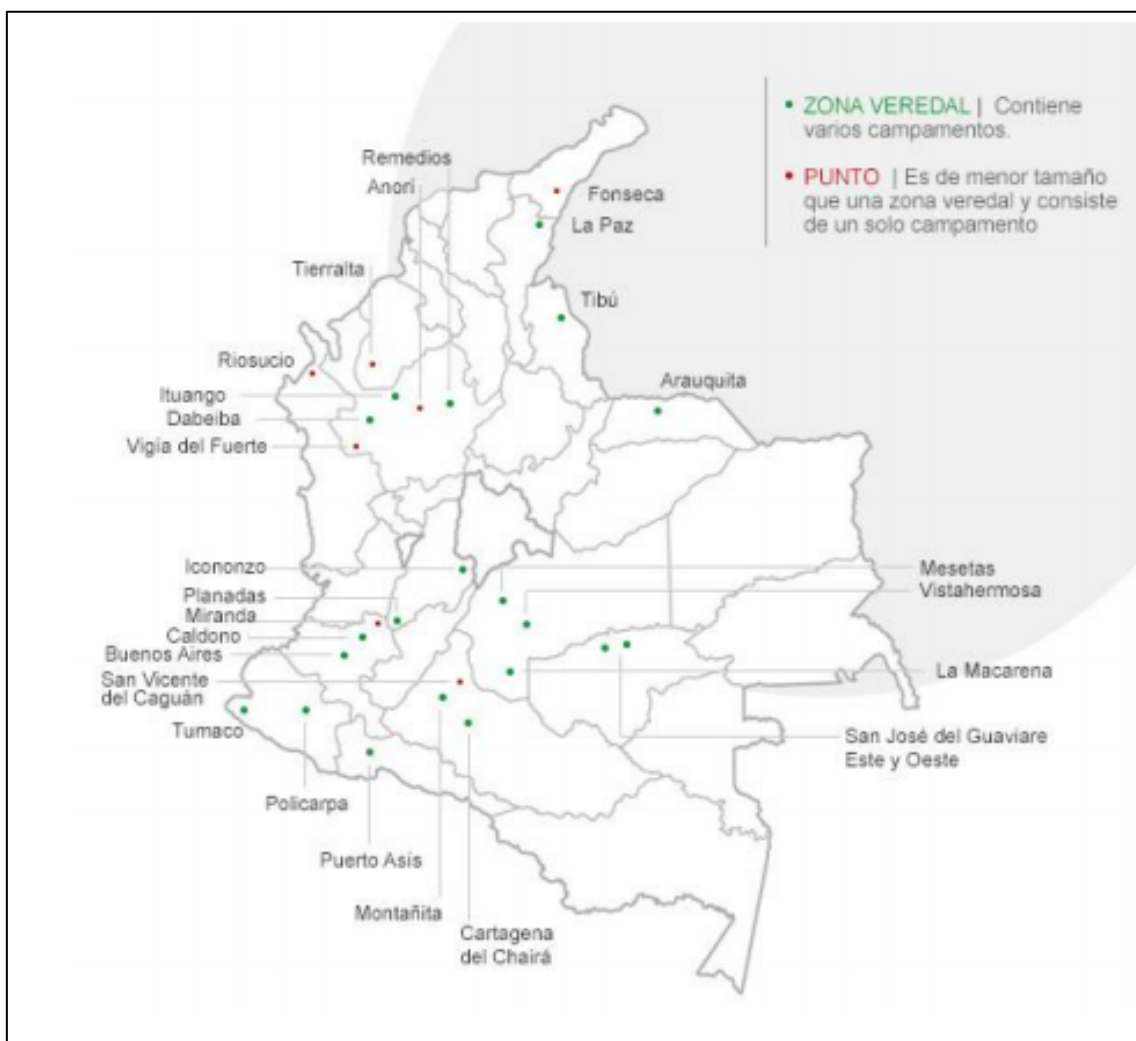 • ZONA VEREDAL | Contiene
varios campamentos.
• PUNTO | Es de menor tamaño
que una zona veredal y consiste
de un solo campamento
Remedios
Anori
Fonseca
La Paz
Tierralta
Tibú
Riosucio
Arauquita
Ituango
Dabeiba
Vigía del Fuerte
Icononzo
Mesetas
Planadas
Vistahermosa
Miranda
Caldono
Buenos Aires
La Macarena
San Vicente
del Caguán
Tumaco
San José del Guaviare
Este y Oeste
Policarpa
Puerto Asís
Montañita
Cartagena
del Chairá